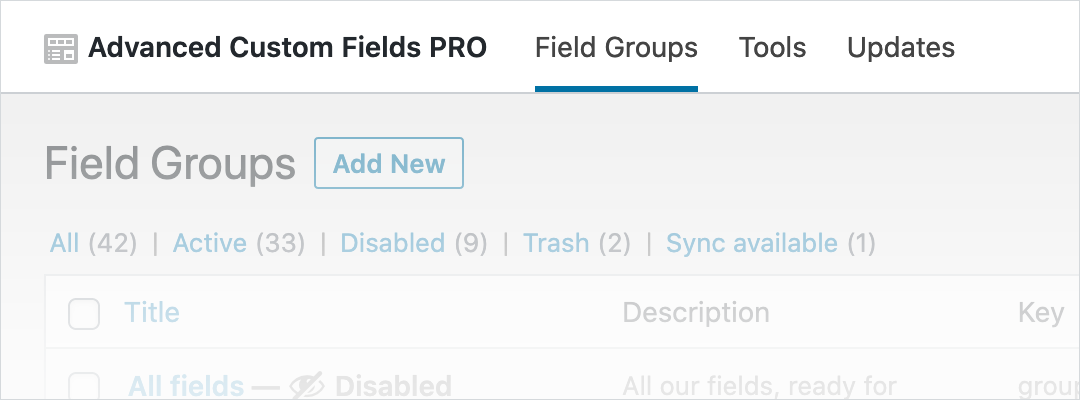 Advanced Custom Fields PRO Field Groups Tools Updates
Field Groups Add New
All (42) | Active (33) | Disabled (9) | Trash (2) | Sync available (1)
Title Description Key
All fields — Disabled All our fields, ready for